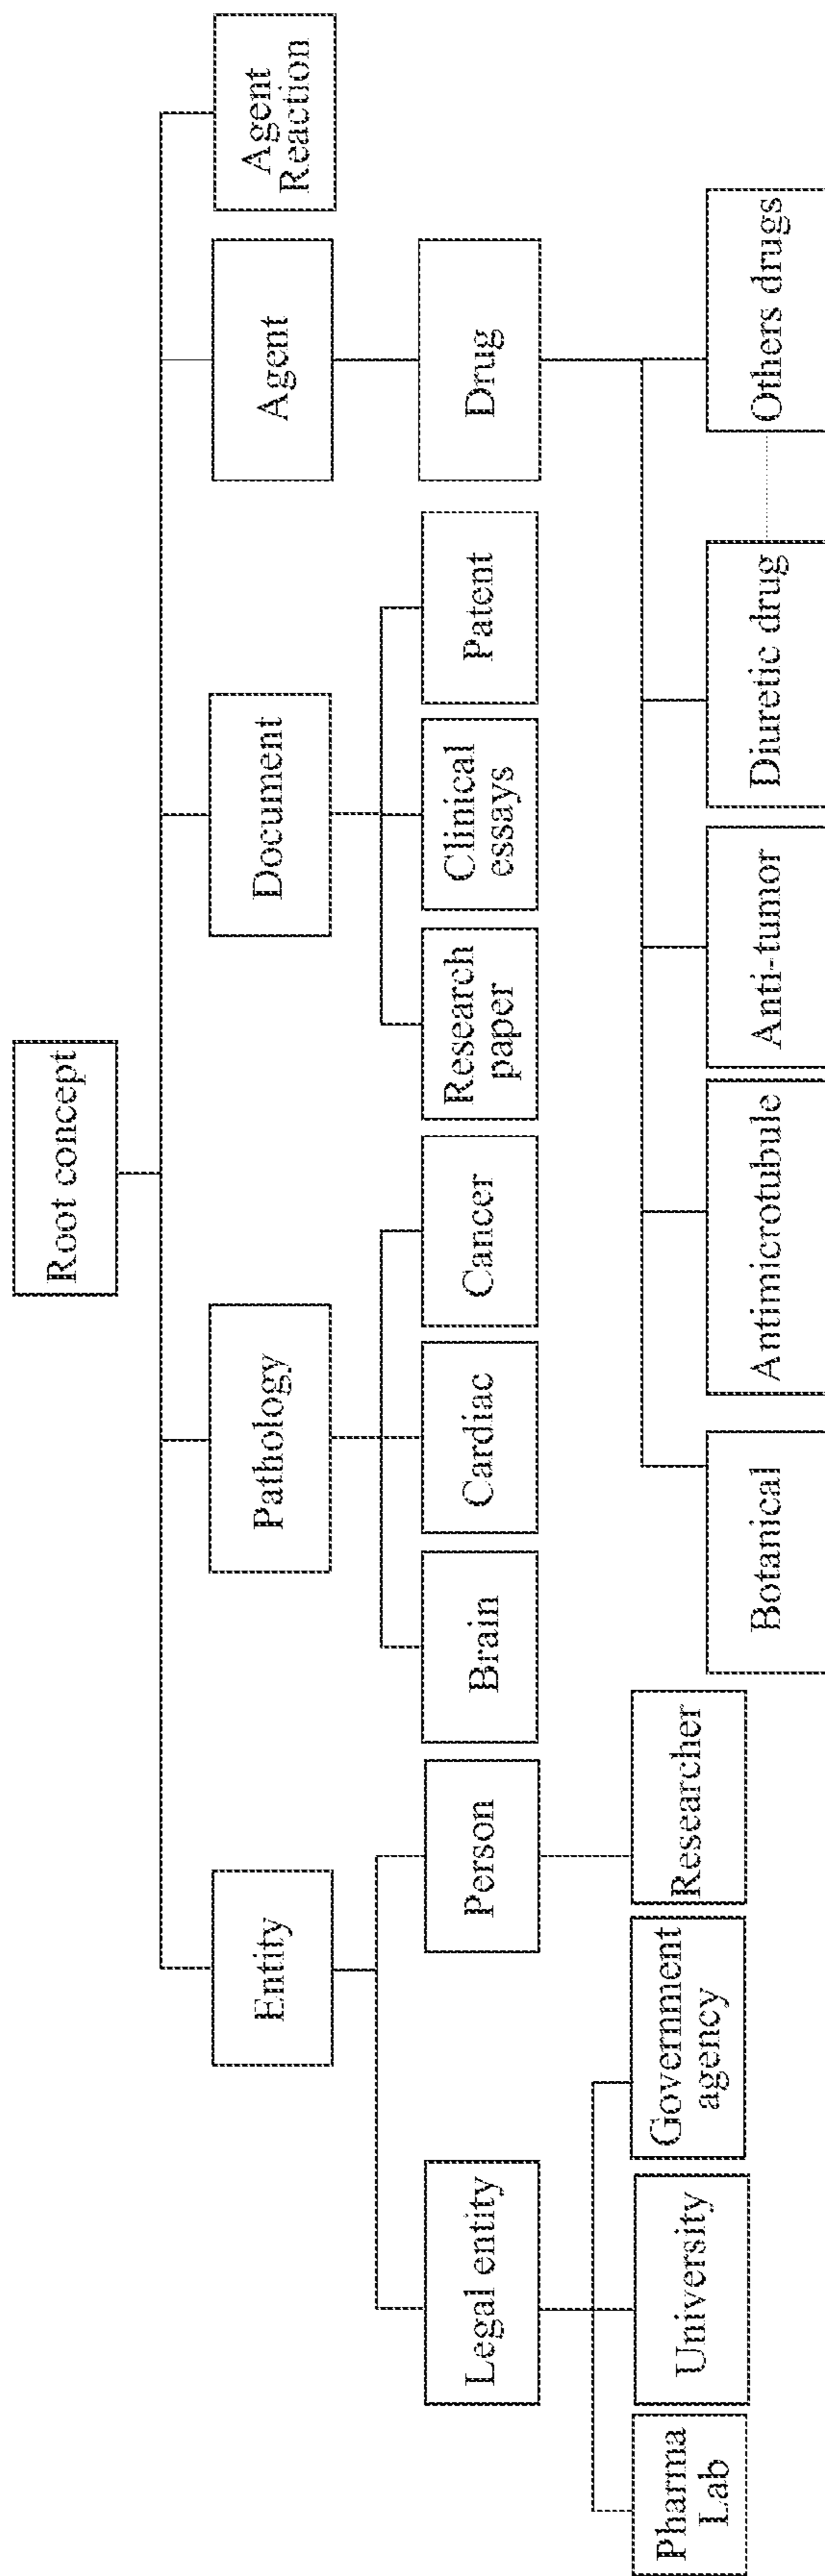 Root concept
Entity
Pathology
Document
Agent
Agent
Reaction
Legal entity
Person
Brain
Cardiac
Cancer
Research
paper
Clinical
essays
Patent
Drug
Pharma
Lab
University
Government
agency
Researcher
Botanical
Antimicrotubule
Anti-tumor
Diuretic drug
Others drugs